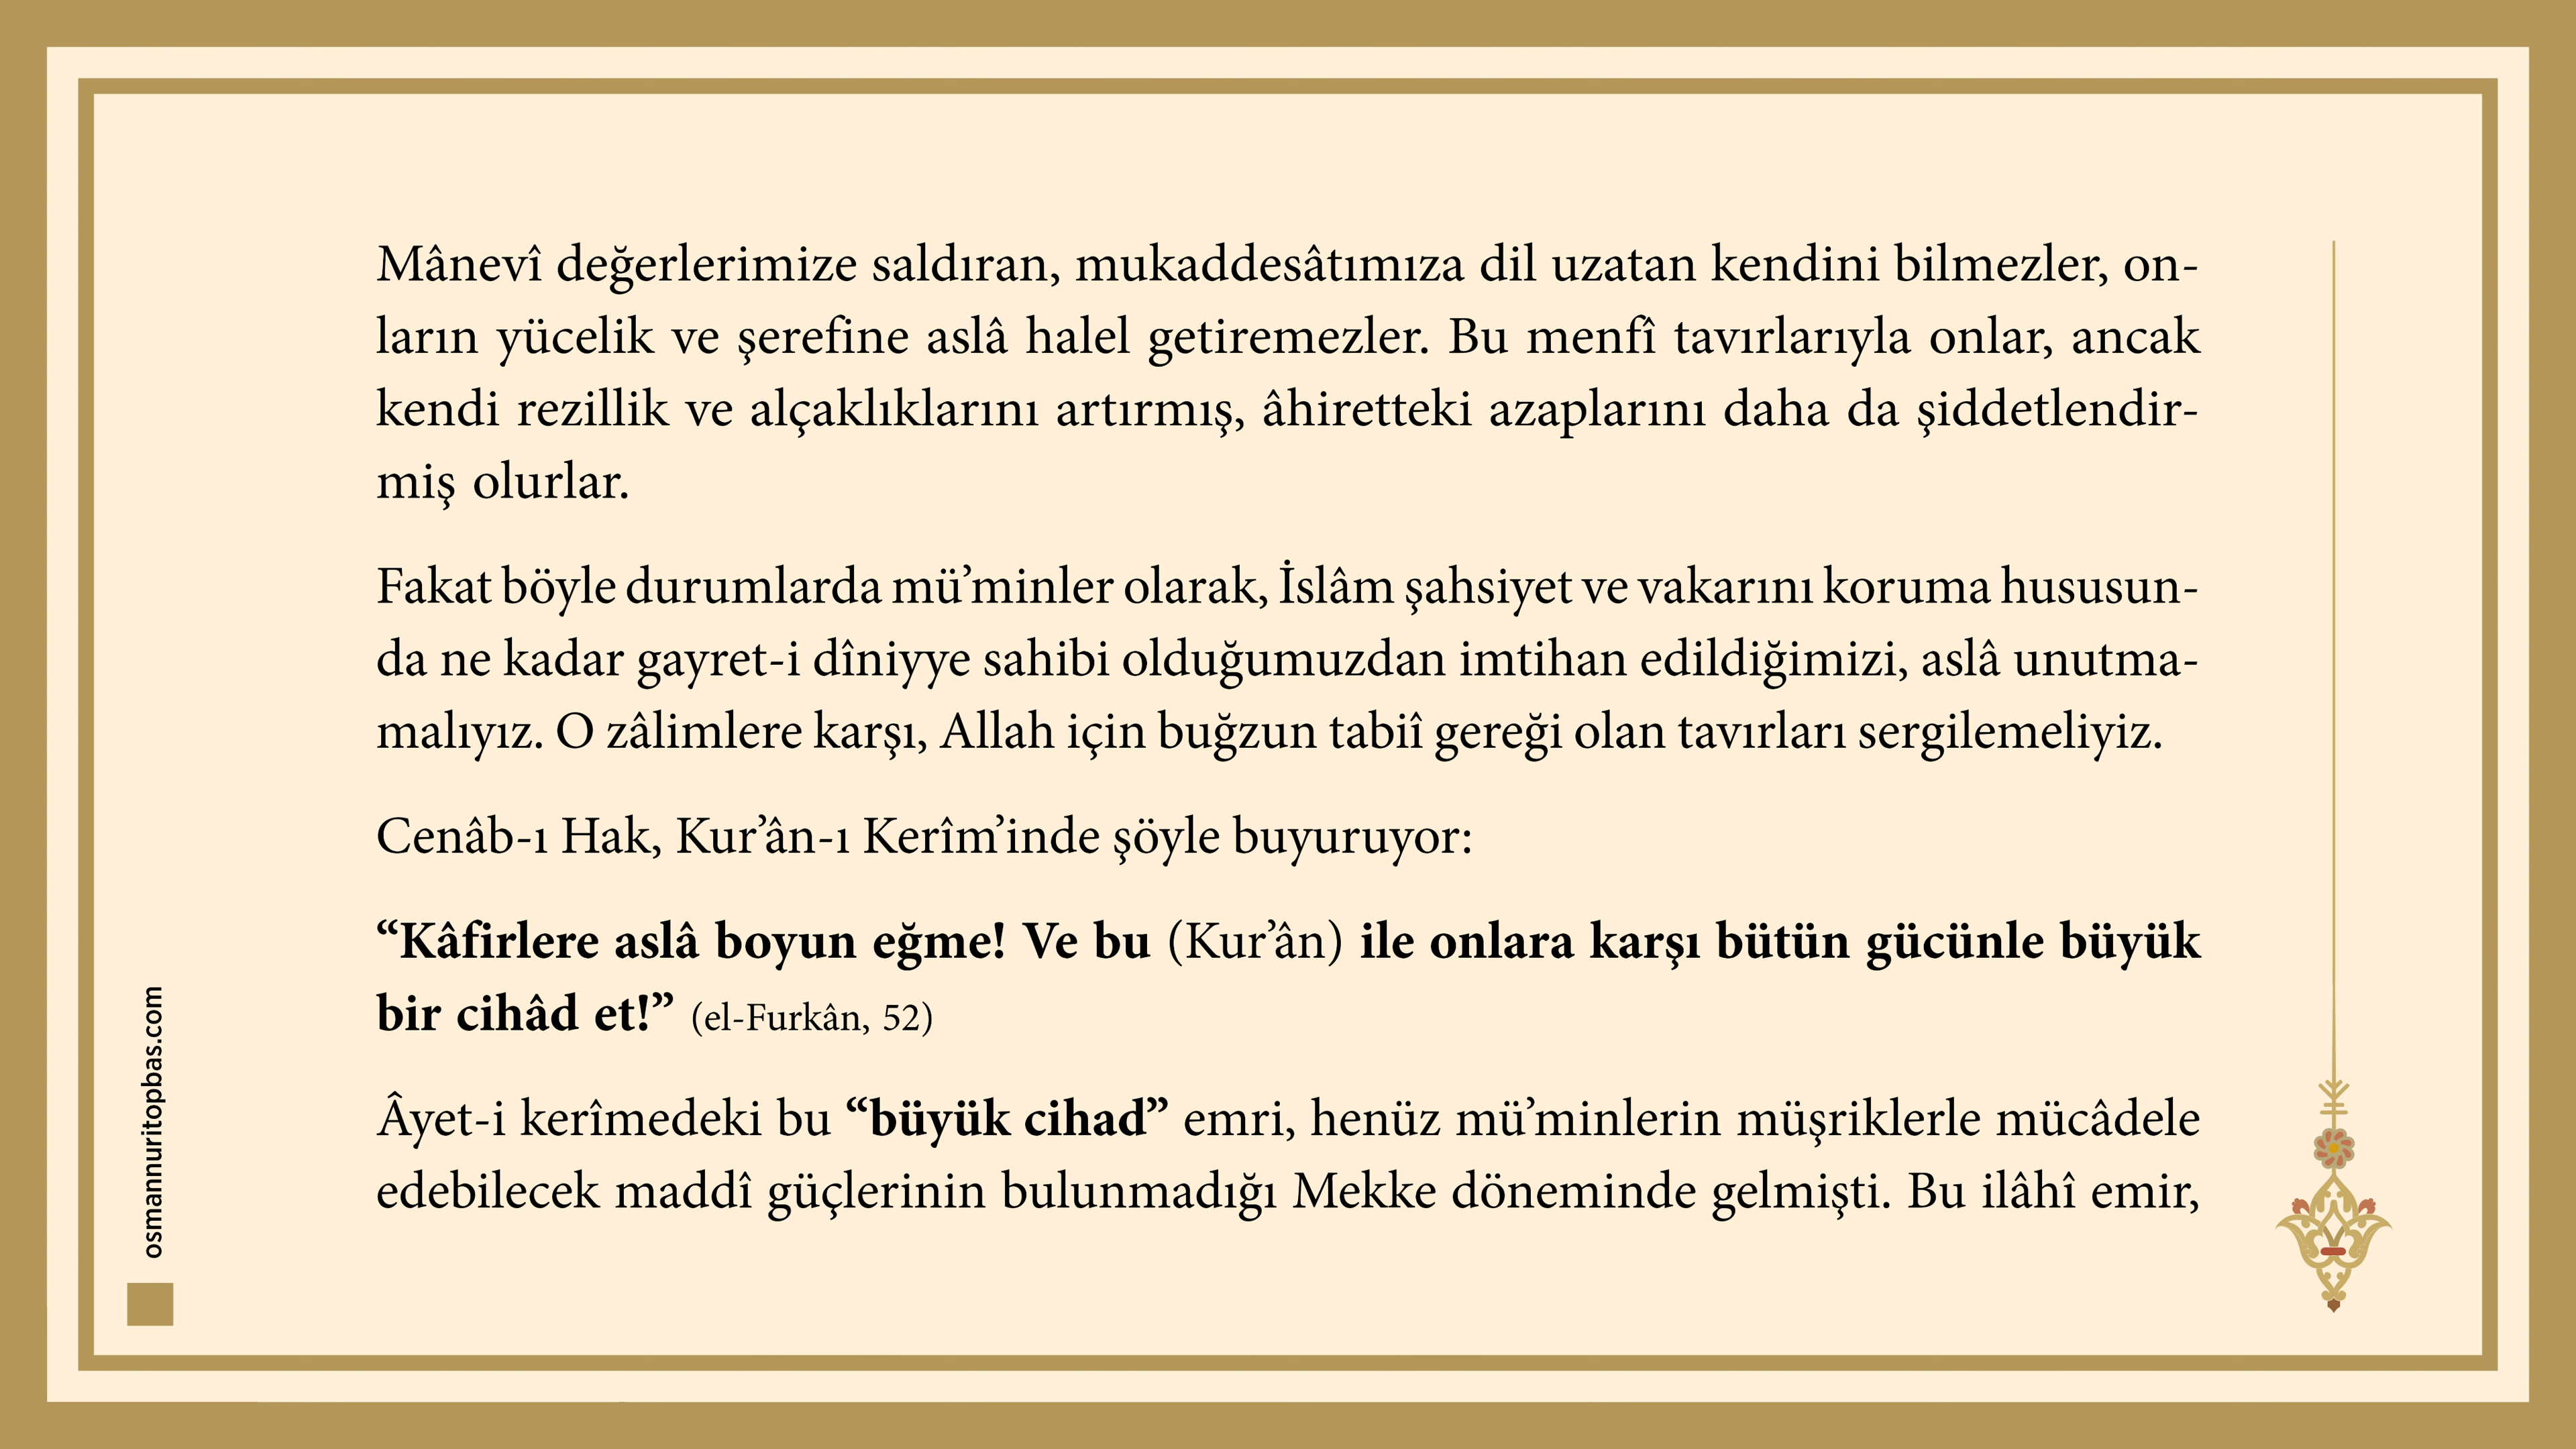 Mânevî değerlerimize saldıran, mukaddesâtımıza dil uzatan kendini bilmezler, on-
ların yücelik ve şerefine aslâ halel getiremezler. Bu menfî tavırlarıyla onlar, ancak
kendi rezillik ve alçaklıklarını artırmış, âhiretteki azaplarını daha da şiddetlendir-
miş olurlar.
Fakat böyle durumlarda mü’minler olarak, İslâm şahsiyet ve vakarını koruma hususun-
da ne kadar gayret-i dîniyye sahibi olduğumuzdan imtihan edildiğimizi, aslâ unutma-
malıyız. O zâlimlere karşı, Allah için buğzun tabiî gereği olan tavırları sergilemeliyiz.
Cenâb-ı Hak, Kur’ân-ı Kerîm’inde şöyle buyuruyor:
“Kâfirlere aslâ boyun eğme! Ve bu (Kur’ân) ile onlara karşı bütün gücünle büyük
bir cihâd et!” (el-Furkân, 52)
Âyet-i kerîmedeki bu “büyük cihad” emri, henüz mü’minlerin müşriklerle mücâdele
edebilecek maddî güçlerinin bulunmadığı Mekke döneminde gelmişti. Bu ilâhî emir,
osmannuritopbas.com